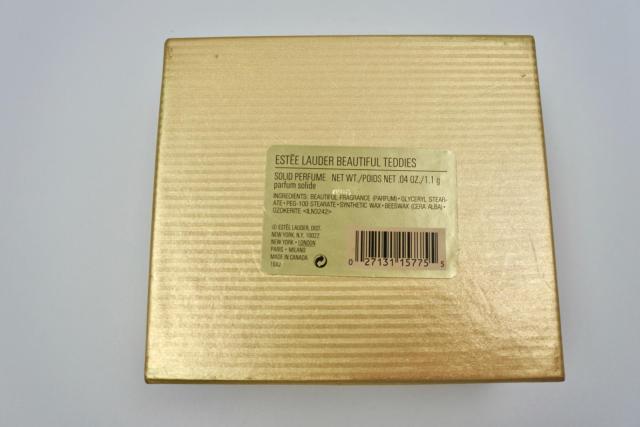 ESTĒE LAUDER BEAUTIFUL TEDDIES
SOLID PERFUME NET WT./POIDS NET .04 OZ./1.1 g
parfum solide
INGREDIENTS: BEAUTIFUL FRAGRANCE (PARFUM)•GLYCERYL STEAR-
ATE•PEG-100 STEARATE•SYNTHETIC WAX•BEESWAX (CERA ALBA)•
OZOKERITE <ILN3242>
© ESTĒE LAUDER, DIST.
NEW YORK, N.Y. 10022
NEW YORK • LONDON
PARIS • MILANO
MADE IN CANADA
0 27131 15775 5